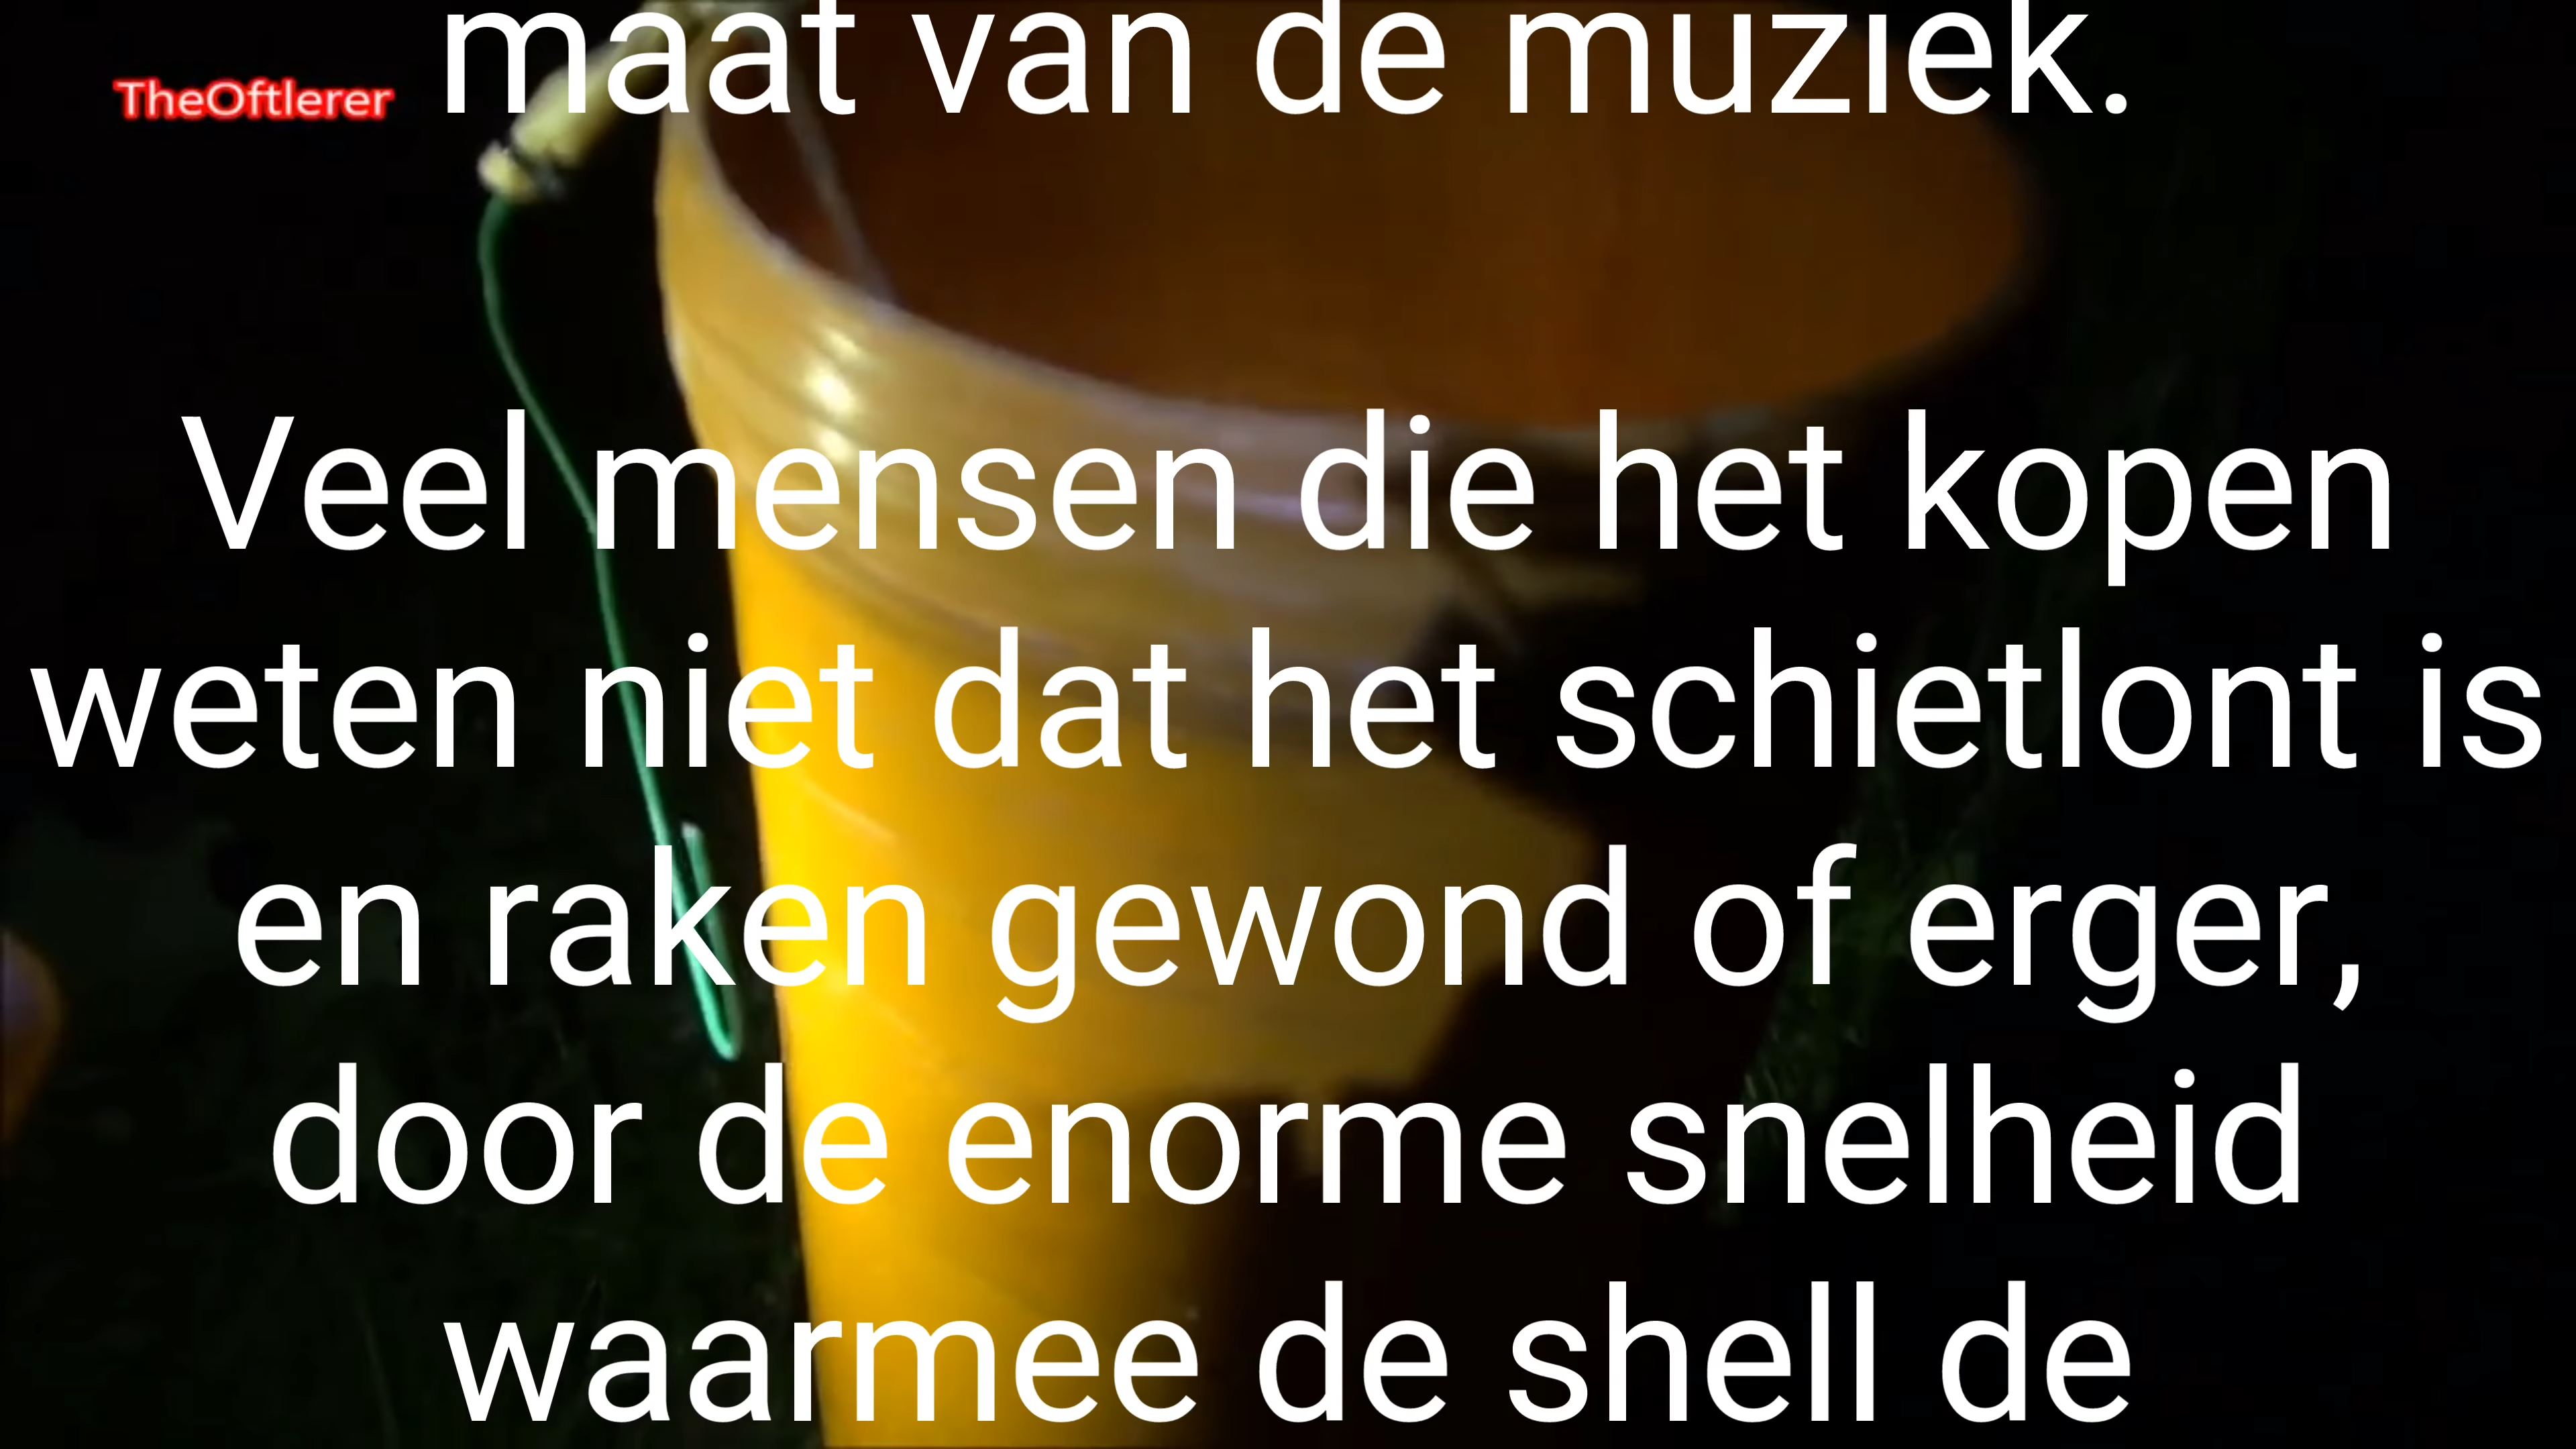 maat van de muziek.
TheOftlerer
Veel mensen die het kopen
weten niet dat het schietlont is
en raken gewond of erger,
door de enorme snelheid
waarmee de shell de